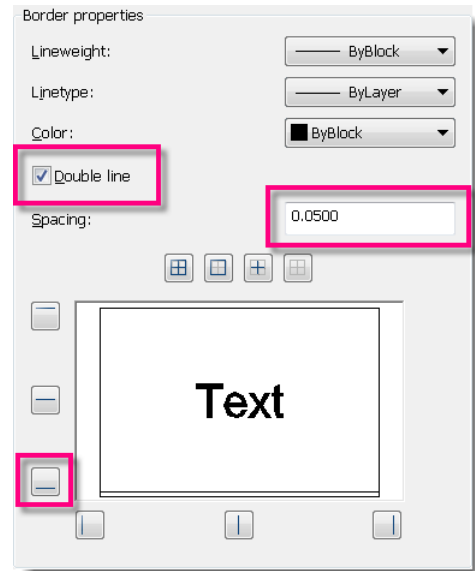 Border properties
Lineweight: ByBlock
Linetype: ByLayer
Color: ByBlock
Double line
Spacing: 0.0500
Text